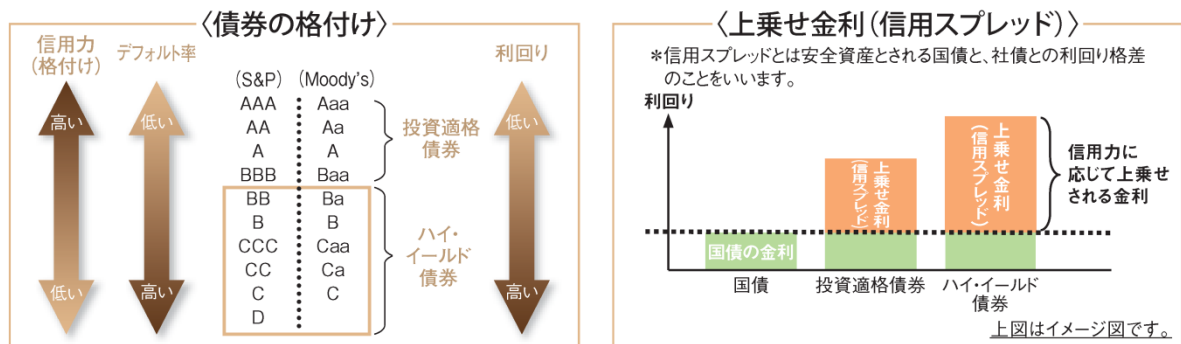 〈債券の格付け〉
信用力
(格付け)
デフォルト率
利回り
(S&P) (Moody's)
高い
低い
低い
AAA Aaa
AA Aa
A A
BBB Baa
投資適格
債券
BB Ba
B B
CCC Caa
CC Ca
C C
D
ハイ・
イールド
債券
低い
高い
高い
〈上乗せ金利(信用スプレッド)〉
*信用スプレッドとは安全資産とされる国債と、社債との利回り格差
のことをいいます。
利回り
上乗せ金利
(信用スプレッド)
上乗せ金利
(信用スプレッド)
信用力に
応じて上乗せ
される金利
国債の金利
国債
投資適格債券
ハイ・イールド
債券
上図はイメージ図です。